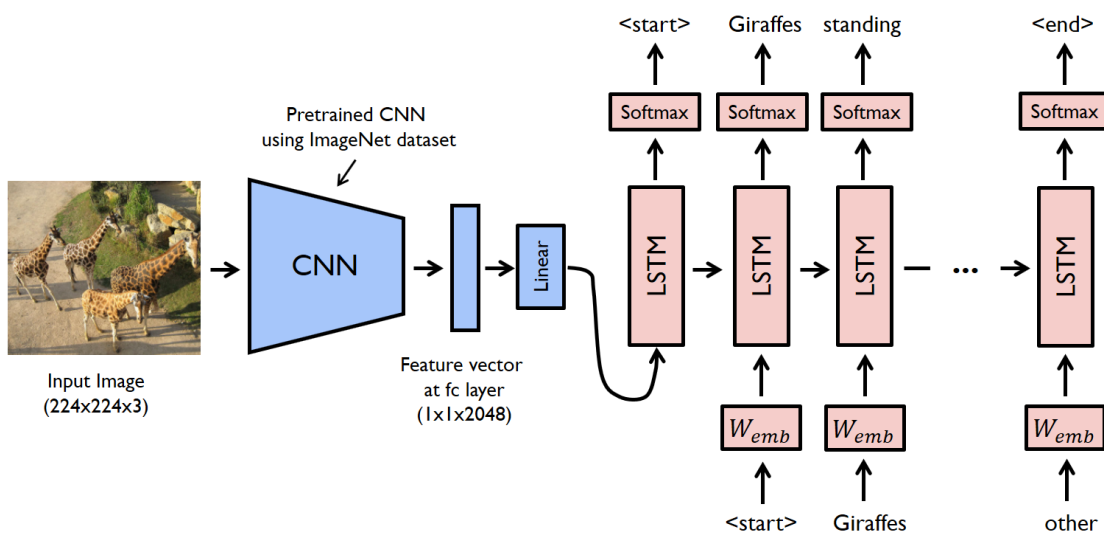 <start> Giraffes standing <end>
Softmax Softmax Softmax Softmax
Pretrained CNN
using ImageNet dataset
CNN
Linear
LSTM LSTM LSTM ... LSTM
Input Image
(224x224x3)
Feature vector
at fc layer
(1x1x2048)
W_emb W_emb W_emb
<start> Giraffes other